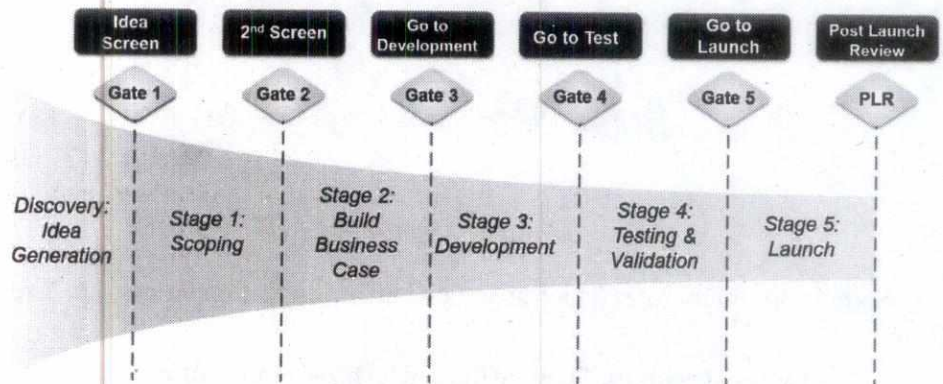 Idea
Screen
2nd Screen
Go to
Development
Go to Test
Go to
Launch
Post Launch
Review
Gate 1
Gate 2
Gate 3
Gate 4
Gate 5
PLR
Discovery:
Idea
Generation
Stage 1:
Scoping
Stage 2:
Build
Business
Case
Stage 3:
Development
Stage 4:
Testing &
Validation
Stage 5:
Launch